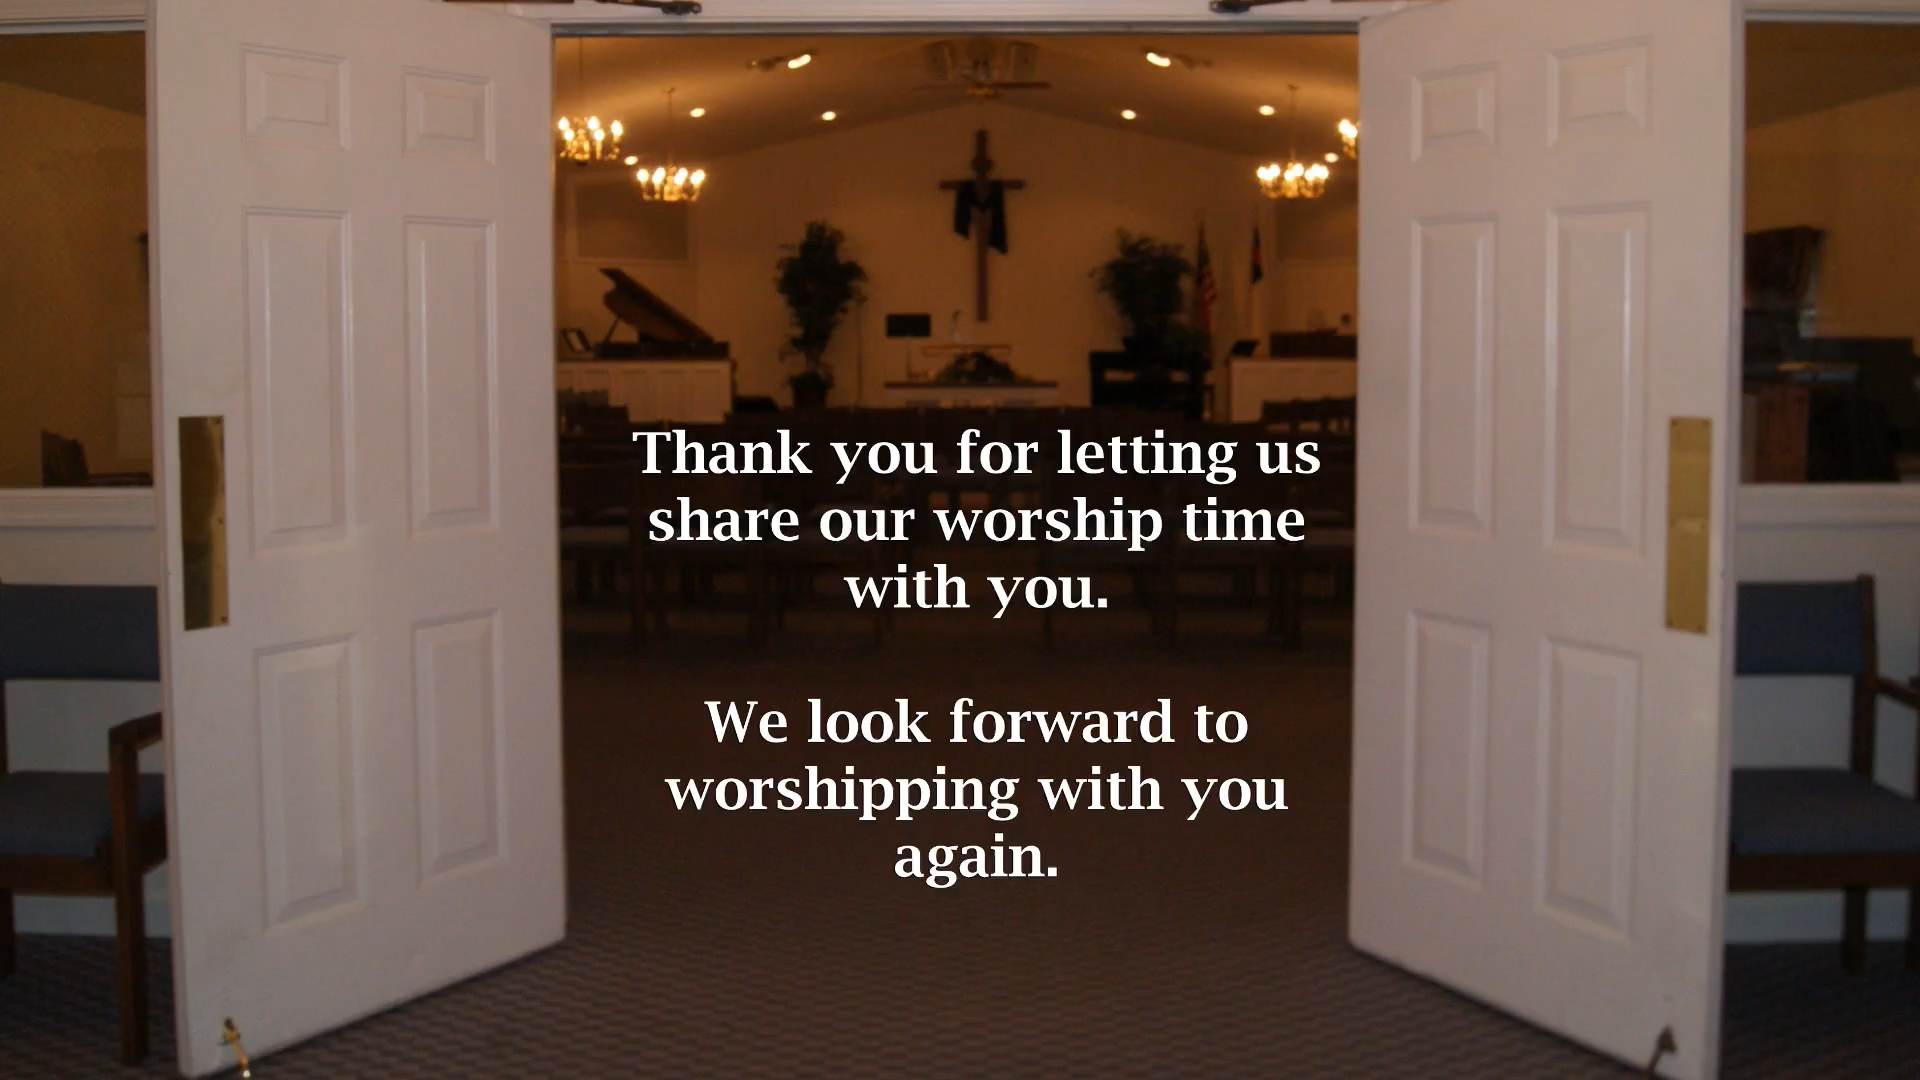 Thank you for letting us
share our worship time
with you.
We look forward to
worshipping with you
again.